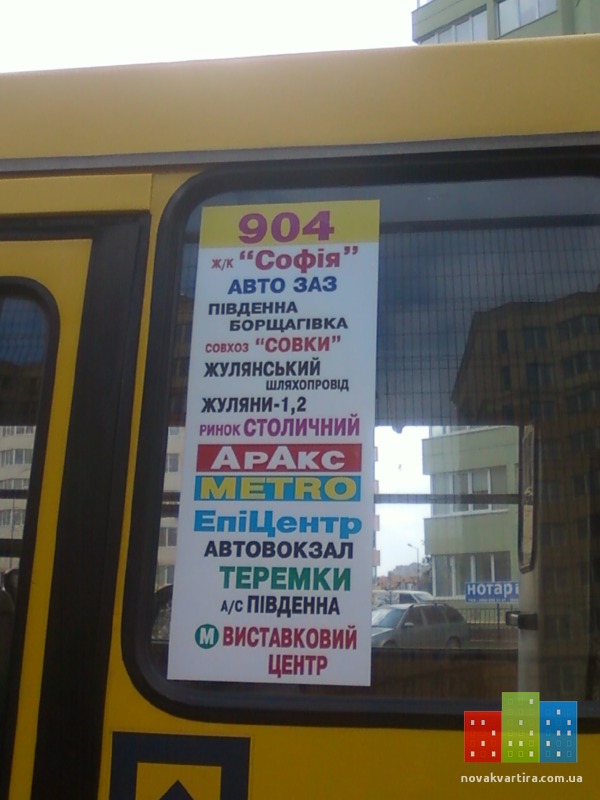 904
ж/к "Софія"
АВТО ЗАЗ
ПІВДЕННА
БОРЩАГІВКА
СОВХОЗ "СОВКИ"
ЖУЛЯНСЬКИЙ
ШЛЯХОПРОВІД
ЖУЛЯНИ-1,2
РИНОК СТОЛИЧНИЙ
АрАкс
METRO
ЕпіЦентр
АВТОВОКЗАЛ
ТЕРЕМКИ
А/С ПІВДЕННА
М ВИСТАВКОВИЙ
ЦЕНТР
НОТАР
novakvartira.com.ua